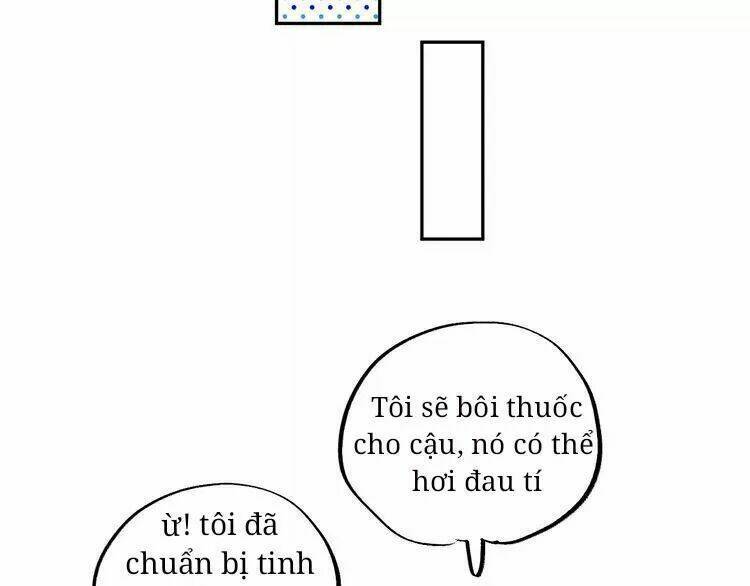 Tôi sẽ bôi thuốc
cho cậu, nó có thể
hơi đau tí
ừ! tôi đã
chuẩn bị tinh